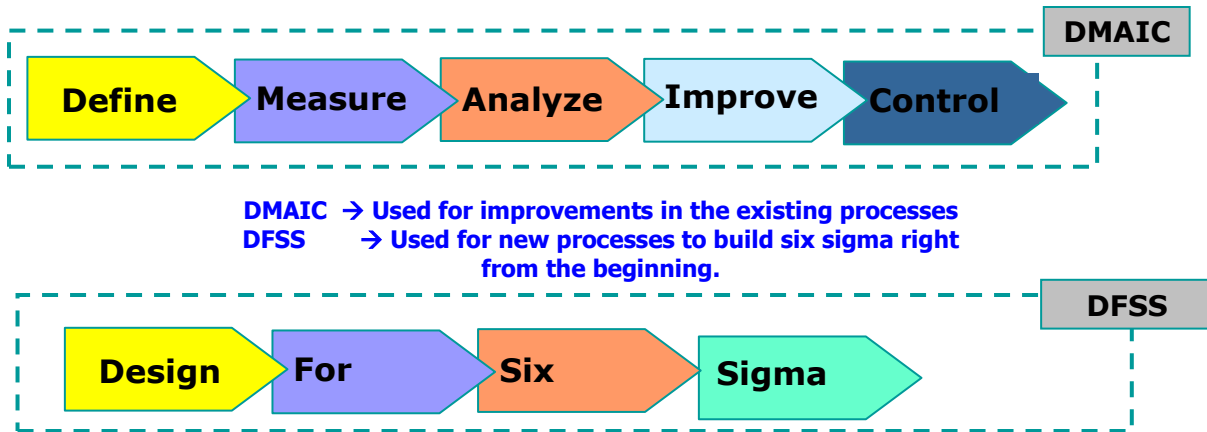 DMAIC
Define Measure Analyze Improve Control
DMAIC → Used for improvements in the existing processes
DFSS → Used for new processes to build six sigma right
from the beginning.
DFSS
Design For Six Sigma